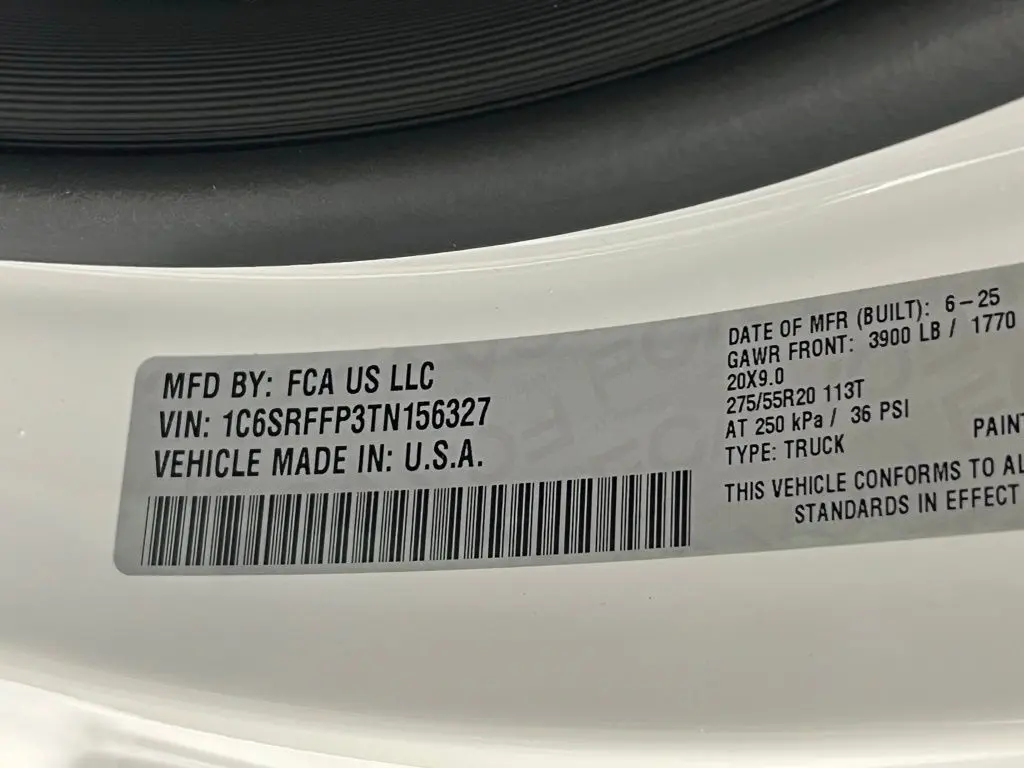 MFD BY: FCA US LLC
VIN: 1C6SRFFP3TN156327
VEHICLE MADE IN: U.S.A.
DATE OF MFR (BUILT): 6-25
GAWR FRONT: 3900 LB / 1770
20X9.0
275/55R20 113T
AT 250 kPa / 36 PSI
TYPE: TRUCK
PAINT
THIS VEHICLE CONFORMS TO AL
STANDARDS IN EFFECT